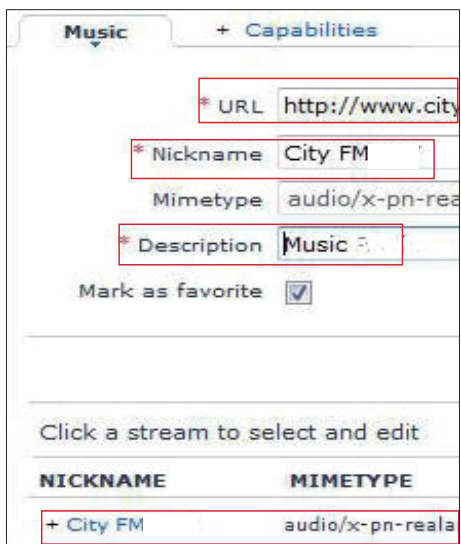 Music + Capabilities
* URL http://www.city
* Nickname City FM
Mimetype audio/x-pn-rea
* Description Music
Mark as favorite
Click a stream to select and edit
NICKNAME MIMETYPE
+ City FM audio/x-pn-reala